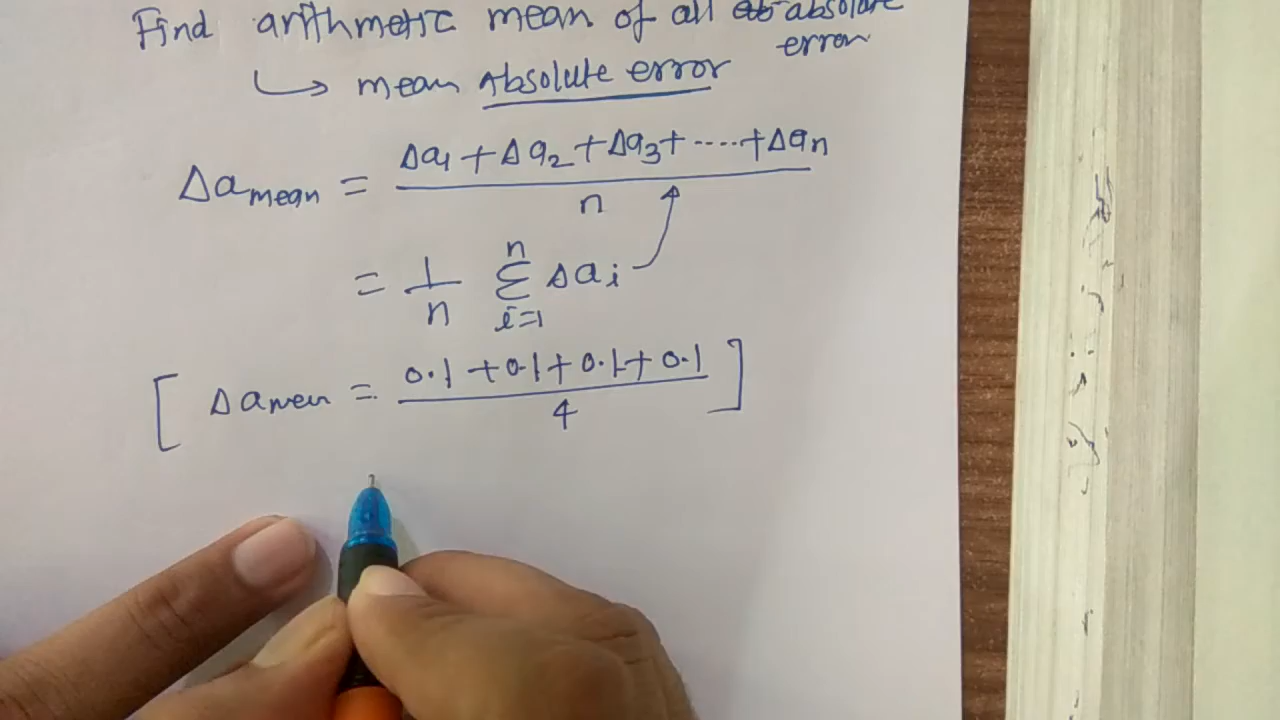 Find arithmetic mean of all absolute
error
↳ mean Absolute error
Δa_mean = (Δa₁ + Δa₂ + Δa₃ + ····· + Δaₙ) / n
= 1/n Σ_{i=1}^{n} Δaᵢ
[ Δa_mean = (0.1 + 0.1 + 0.1 + 0.1) / 4 ]